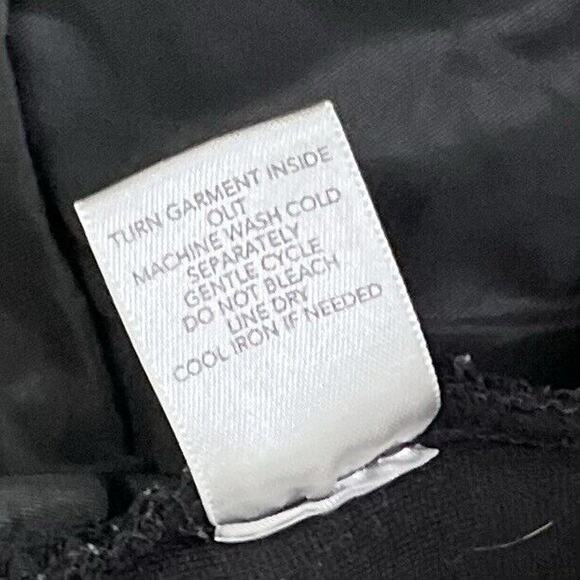 TURN GARMENT INSIDE
OUT
MACHINE WASH COLD
SEPARATELY
GENTLE CYCLE
DO NOT BLEACH
LINE DRY
COOL IRON IF NEEDED